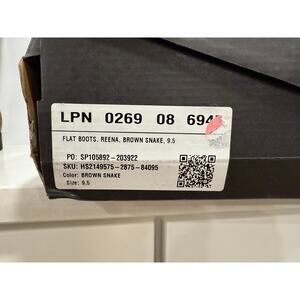 LPN 0269 08 694
FLAT BOOTS, REENA, BROWN SNAKE, 9.5
PO: SP105892-203922
SKU: HS2149575-2875-84095
Color: BROWN SNAKE
Size: 9.5